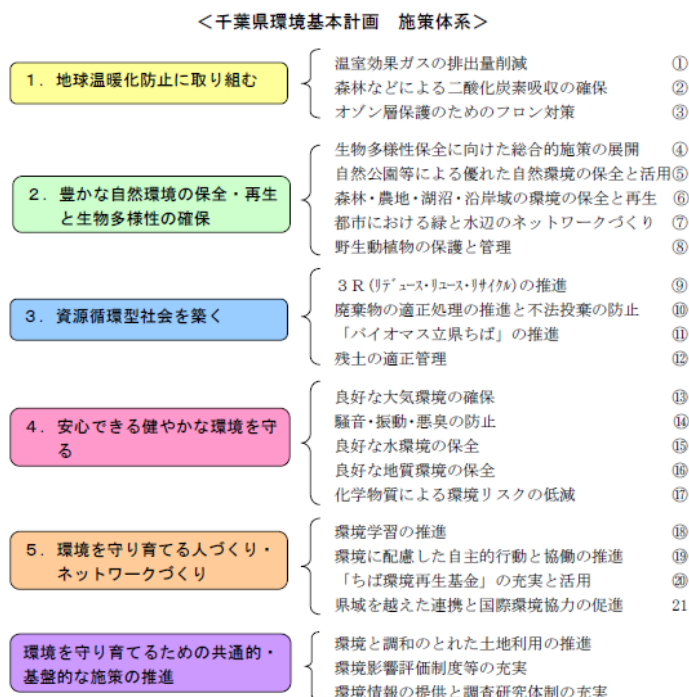 ＜千葉県環境基本計画　施策体系＞
１．地球温暖化防止に取り組む
温室効果ガスの排出量削減　①
森林などによる二酸化炭素吸収の確保　②
オゾン層保護のためのフロン対策　③
２．豊かな自然環境の保全・再生
と生物多様性の確保
生物多様性保全に向けた総合的施策の展開　④
自然公園等による優れた自然環境の保全と活用⑤
森林・農地・湖沼・沿岸域の環境の保全と再生　⑥
都市における緑と水辺のネットワークづくり　⑦
野生動植物の保護と管理　⑧
３．資源循環型社会を築く
３Ｒ(ﾘﾃﾞｭｰｽ・ﾘﾕｰｽ・ﾘｻｲｸﾙ)の推進　⑨
廃棄物の適正処理の推進と不法投棄の防止　⑩
「バイオマス立県ちば」の推進　⑪
残土の適正管理　⑫
４．安心できる健やかな環境を守
る
良好な大気環境の確保　⑬
騒音・振動・悪臭の防止　⑭
良好な水環境の保全　⑮
良好な地質環境の保全　⑯
化学物質による環境リスクの低減　⑰
５．環境を守り育てる人づくり・
ネットワークづくり
環境学習の推進　⑱
環境に配慮した自主的行動と協働の推進　⑲
「ちば環境再生基金」の充実と活用　⑳
県域を越えた連携と国際環境協力の促進　21
環境を守り育てるための共通的・
基盤的な施策の推進
環境と調和のとれた土地利用の推進
環境影響評価制度等の充実
環境情報の提供と調査研究体制の充実